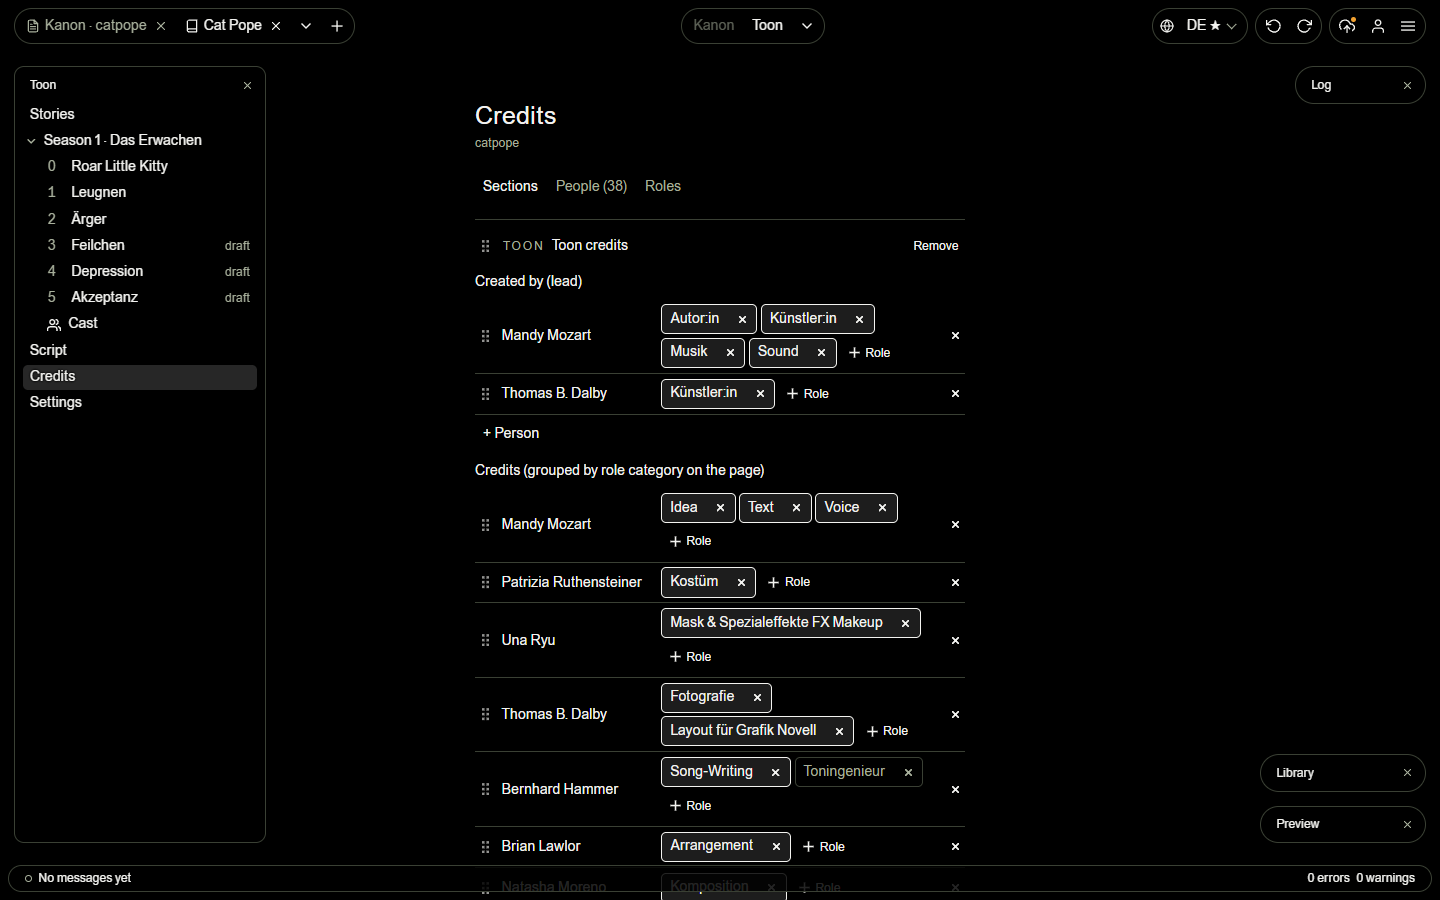 Kanon · catpope
Cat Pope
Kanon Toon
DE ★
Toon
Stories
Season 1 · Das Erwachen
0 Roar Little Kitty
1 Leugnen
2 Ärger
3 Feilchen draft
4 Depression draft
5 Akzeptanz draft
Cast
Script
Credits
Settings
Credits
catpope
Sections People (38) Roles
TOON Toon credits Remove
Created by (lead)
Mandy Mozart
Autor:in Künstler:in
Musik Sound + Role
Thomas B. Dalby Künstler:in + Role
+ Person
Credits (grouped by role category on the page)
Mandy Mozart
Idea Text Voice
+ Role
Patrizia Ruthensteiner Kostüm + Role
Una Ryu
Mask & Spezialeffekte FX Makeup
+ Role
Thomas B. Dalby
Fotografie
Layout für Grafik Novell + Role
Bernhard Hammer
Song-Writing Toningenieur
+ Role
Brian Lawlor Arrangement + Role
Natasha Moreno Komposition + Role
Log
Library
Preview
No messages yet
0 errors 0 warnings